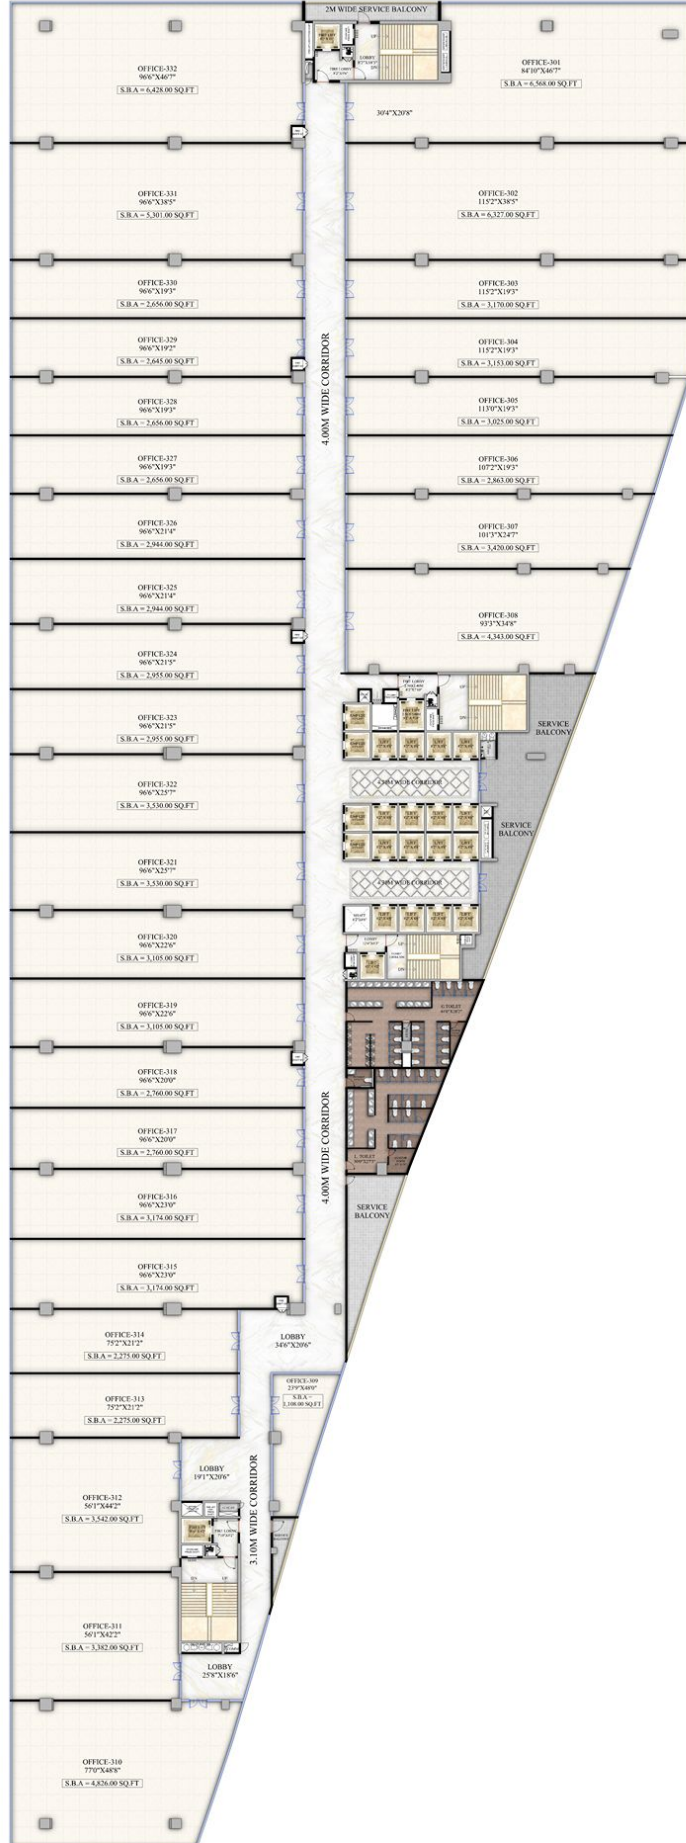 2M WIDE SERVICE BALCONY
OFFICE-332
96'6"X46'7"
S.B.A = 6,428.00 SQ.FT
LOBBY
OFFICE-301
84'10"X46'7"
S.B.A = 6,568.00 SQ.FT
30'4"X20'8"
OFFICE-331
96'6"X38'5"
S.B.A = 5,301.00 SQ.FT
OFFICE-302
115'2"X38'5"
S.B.A = 6,327.00 SQ.FT
OFFICE-330
96'6"X19'3"
S.B.A = 2,656.00 SQ.FT
OFFICE-303
115'2"X19'3"
S.B.A = 3,170.00 SQ.FT
OFFICE-329
96'6"X19'2"
S.B.A = 2,645.00 SQ.FT
OFFICE-304
115'2"X19'3"
S.B.A = 3,153.00 SQ.FT
4.00M WIDE CORRIDOR
OFFICE-328
96'6"X19'3"
S.B.A = 2,656.00 SQ.FT
OFFICE-305
113'0"X19'3"
S.B.A = 3,025.00 SQ.FT
OFFICE-327
96'6"X19'3"
S.B.A = 2,656.00 SQ.FT
OFFICE-306
107'2"X19'3"
S.B.A = 2,863.00 SQ.FT
OFFICE-326
96'6"X21'4"
S.B.A = 2,944.00 SQ.FT
OFFICE-307
101'3"X24'7"
S.B.A = 3,420.00 SQ.FT
OFFICE-325
96'6"X21'4"
S.B.A = 2,944.00 SQ.FT
OFFICE-308
93'3"X34'8"
S.B.A = 4,343.00 SQ.FT
OFFICE-324
96'6"X21'5"
S.B.A = 2,955.00 SQ.FT
OFFICE-323
96'6"X21'5"
S.B.A = 2,955.00 SQ.FT
SERVICE
BALCONY
OFFICE-322
96'6"X25'7"
S.B.A = 3,530.00 SQ.FT
WIDE CORRIDOR
SERVICE
BALCONY
OFFICE-321
96'6"X25'7"
S.B.A = 3,530.00 SQ.FT
WIDE CORRIDOR
OFFICE-320
96'6"X22'6"
S.B.A = 3,105.00 SQ.FT
OFFICE-319
96'6"X22'6"
S.B.A = 3,105.00 SQ.FT
OFFICE-318
96'6"X20'0"
S.B.A = 2,760.00 SQ.FT
4.00M WIDE CORRIDOR
OFFICE-317
96'6"X20'0"
S.B.A = 2,760.00 SQ.FT
L. TOILET
OFFICE-316
96'6"X23'0"
S.B.A = 3,174.00 SQ.FT
SERVICE
BALCONY
OFFICE-315
96'6"X23'0"
S.B.A = 3,174.00 SQ.FT
OFFICE-314
75'2"X21'2"
S.B.A = 2,275.00 SQ.FT
LOBBY
34'6"X20'6"
OFFICE-313
75'2"X21'2"
S.B.A = 2,275.00 SQ.FT
OFFICE-309
23'9"X48'0"
S.B.A =
1,108.00 SQ.FT
LOBBY
19'1"X20'6"
OFFICE-312
56'1"X44'2"
S.B.A = 3,542.00 SQ.FT
3.10M WIDE CORRIDOR
OFFICE-311
56'1"X42'2"
S.B.A = 3,382.00 SQ.FT
LOBBY
25'8"X18'6"
OFFICE-310
77'0"X48'8"
S.B.A = 4,826.00 SQ.FT